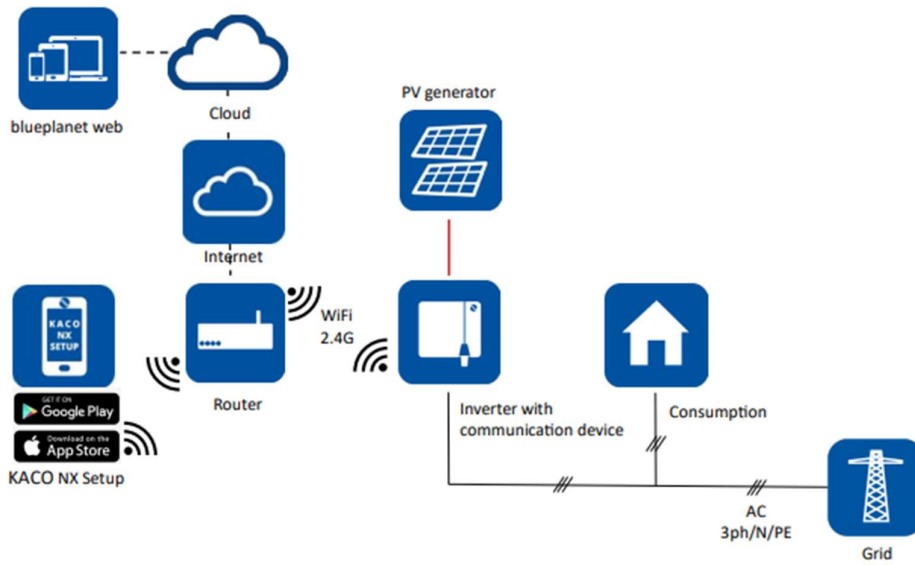 blueplanet web
Cloud
PV generator
Internet
KACO
NX
SETUP
WiFi
2.4G
GET IT ON
Google Play
Download on the
App Store
KACO NX Setup
Router
Inverter with
communication device
Consumption
AC
3ph/N/PE
Grid